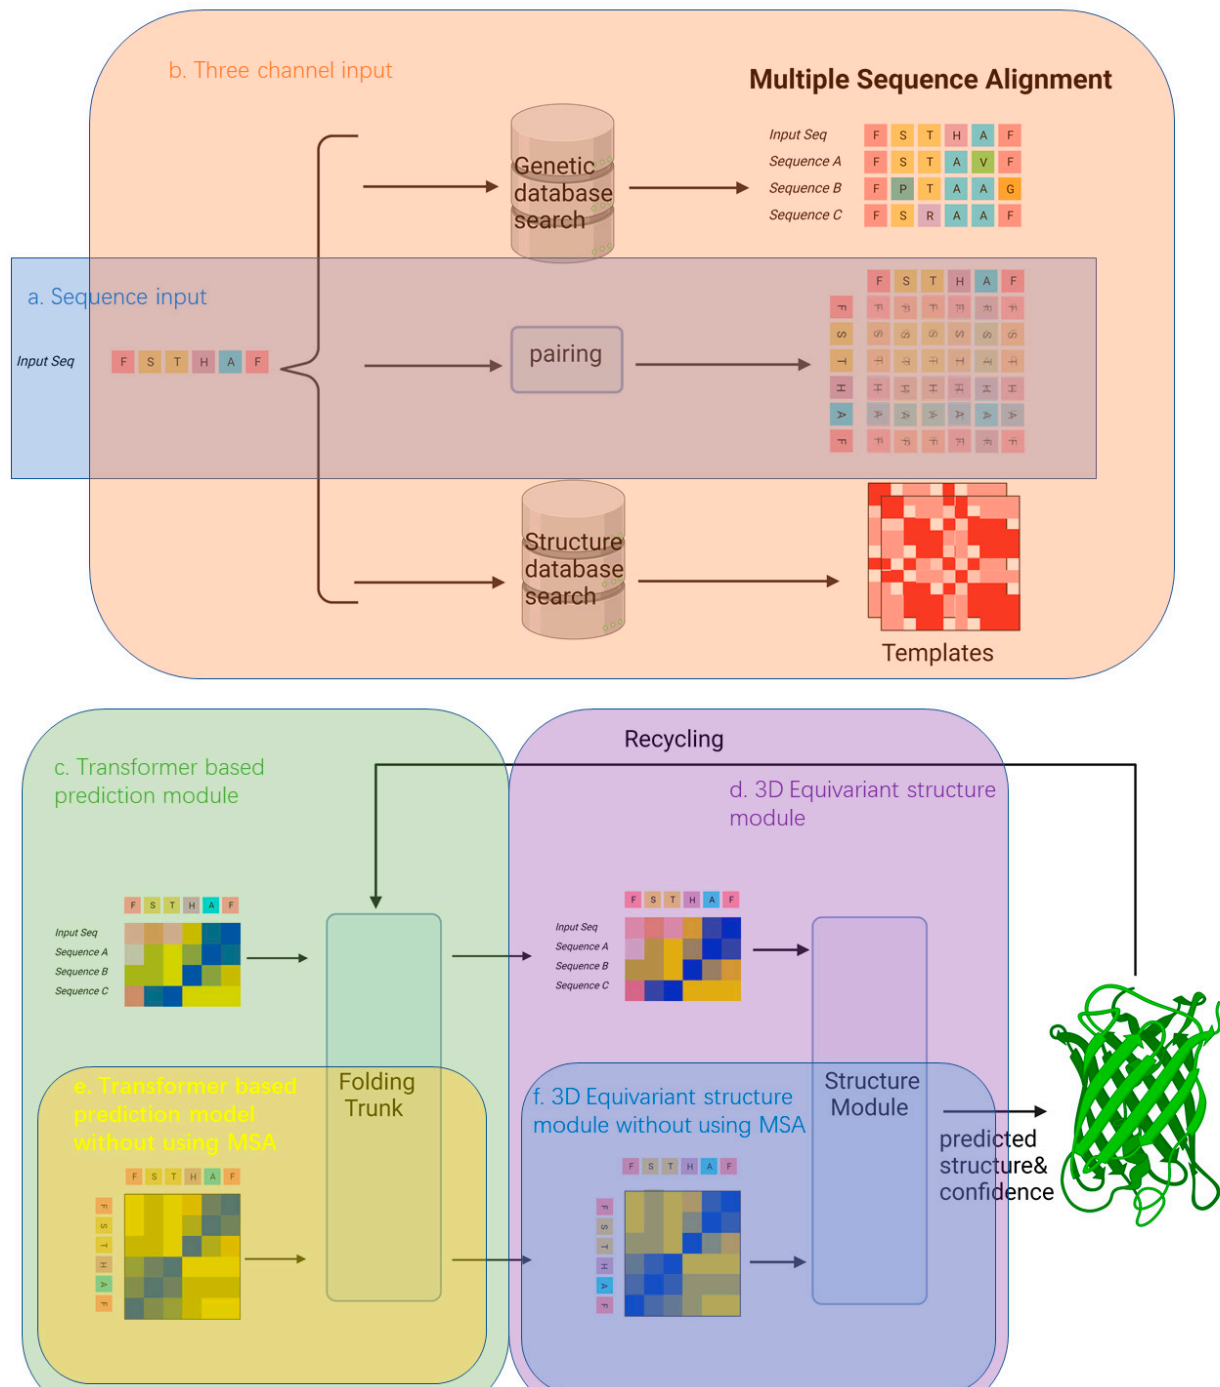 b. Three channel input
Multiple Sequence Alignment
Input Seq F S T H A F
Sequence A F S T A V F
Sequence B F P T A A G
Sequence C F S R A A F
Genetic
database
search
a. Sequence input
Input Seq F S T H A F
pairing
F S T H A F
F
S
T
H
A
F
Structure
database
search
Templates
Recycling
c. Transformer based
prediction module
d. 3D Equivariant structure
module
F S T H A F
Input Seq
Sequence A
Sequence B
Sequence C
F S T H A F
Input Seq
Sequence A
Sequence B
Sequence C
Folding
Trunk
Structure
Module
e. Transformer based
prediction model
without using MSA
F S T H A F
F
S
T
H
A
F
f. 3D Equivariant structure
module without using MSA
F S T H A F
F
S
T
H
A
F
predicted
structure&
confidence